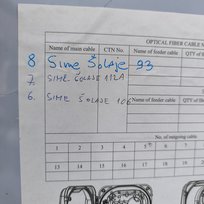 OPTICAL FIBER CABLE
Name of main cable CTN No. Name of feeder cable QTY of
8 Sime Šolaje 93
7. SIME ŠOLAJE 112A
6. SIME ŠOLAJE 106
Name of feeder cable QTY of
No. of outgoing cable
1 2 3 4 5 6 7
13 14 15 16 17 18 19